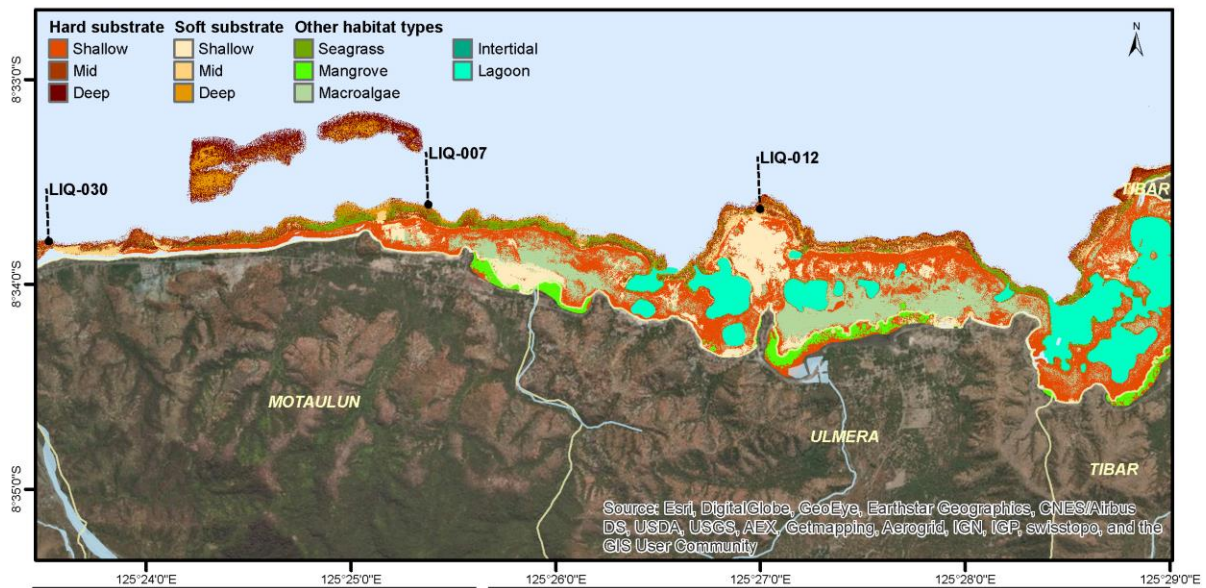 Hard substrate Soft substrate Other habitat types
Shallow Shallow Seagrass Intertidal
Mid Mid Mangrove Lagoon
Deep Deep Macroalgae
N
8°33'0"S
LIQ-007
LIQ-012
LIQ-030
TIBAR
8°34'0"S
MOTAULUN
ULMERA
TIBAR
8°35'0"S
Source: Esri, DigitalGlobe, GeoEye, Earthstar Geographics, CNES/Airbus
DS, USDA, USGS, AEX, Getmapping, Aerogrid, IGN, IGP, swisstopo, and the
GIS User Community
125°24'0"E 125°25'0"E 125°26'0"E 125°27'0"E 125°28'0"E 125°29'0"E